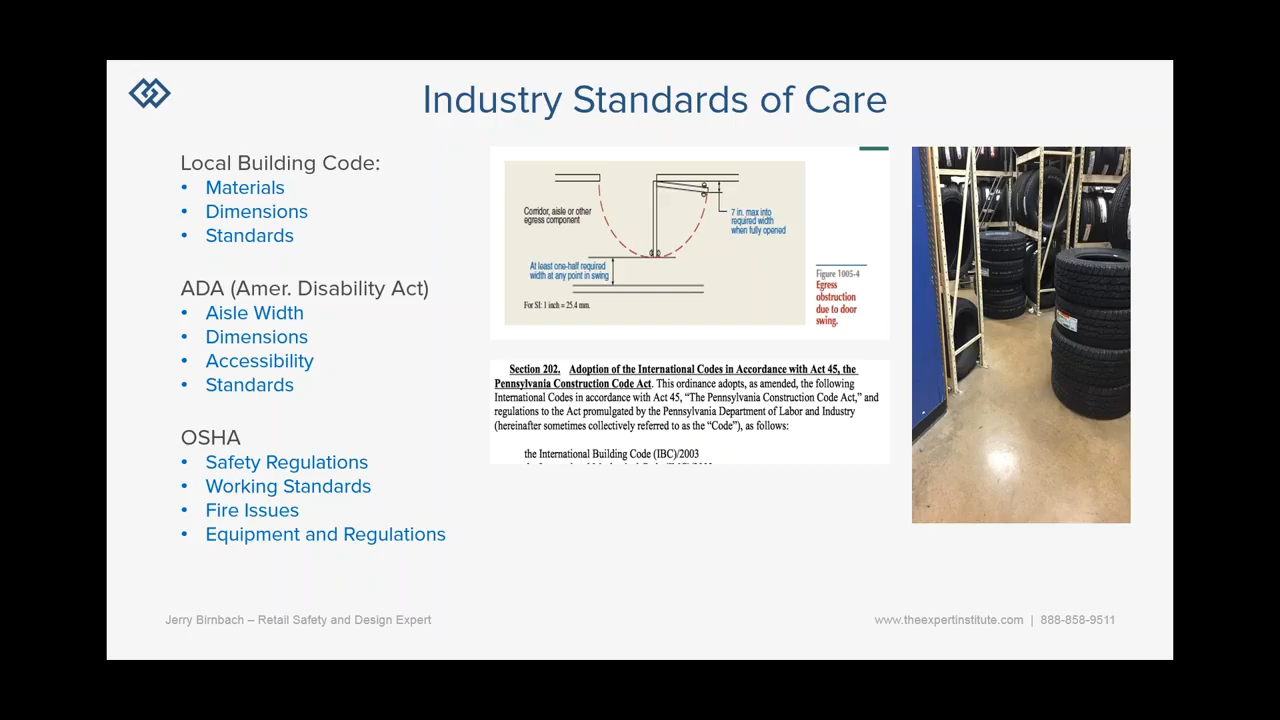 Industry Standards of Care
Local Building Code:
• Materials
• Dimensions
• Standards
ADA (Amer. Disability Act)
• Aisle Width
• Dimensions
• Accessibility
• Standards
OSHA
• Safety Regulations
• Working Standards
• Fire Issues
• Equipment and Regulations
Corridor, aisle or other
egress component
7 in. max into
required width
when fully opened
At least one-half required
width at any point in swing
For SI: 1 inch = 25.4 mm.
Figure 1005-4
Egress
obstruction
due to door
swing.
Section 202. Adoption of the International Codes in Accordance with Act 45, the
Pennsylvania Construction Code Act. This ordinance adopts, as amended, the following
International Codes in accordance with Act 45, “The Pennsylvania Construction Code Act,” and
regulations to the Act promulgated by the Pennsylvania Department of Labor and Industry
(hereinafter sometimes collectively referred to as the “Code”), as follows:
the International Building Code (IBC)/2003
Jerry Birnbach – Retail Safety and Design Expert
www.theexpertinstitute.com | 888-858-9511